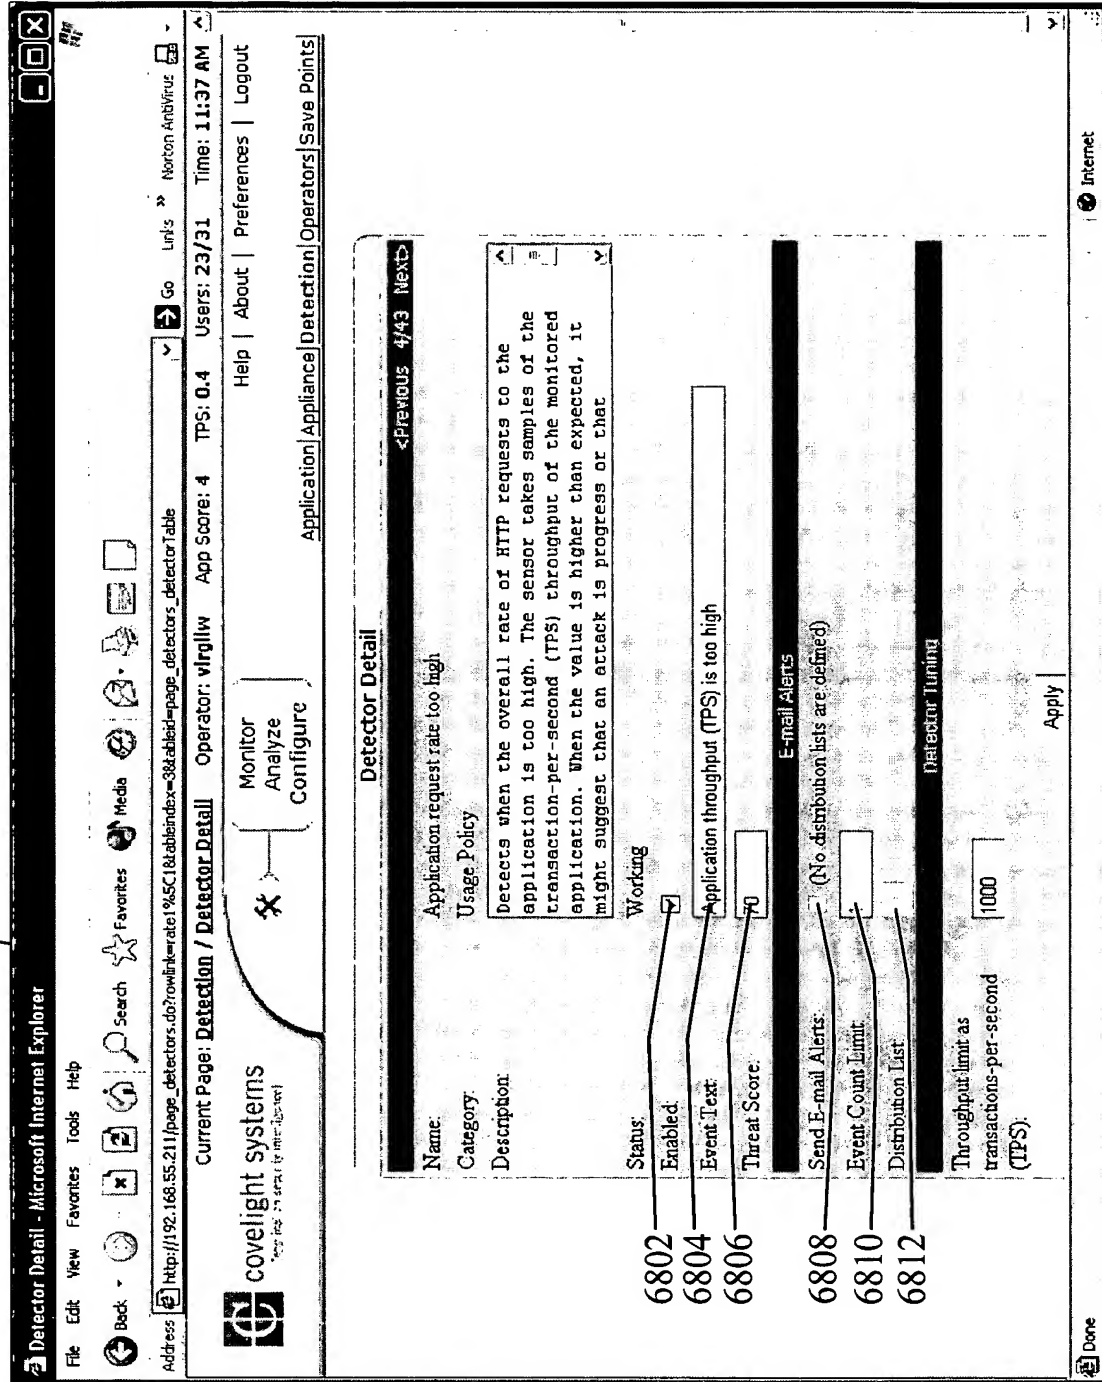 Detector Detail - Microsoft Internet Explorer
File Edit View Favorites Tools Help
Back Search Favorites Media
Address http://192.168.55.211/page_detectors.do?rowlink=rate1%5C1&tableindex=3&tableid=page_detectors_detectorTable Go Links » Norton AntiVirus
Current Page: Detection / Detector Detail Operator: virgilw App Score: 4 TPS: 0.4 Users: 23/31 Time: 11:37 AM
covelight systems
Monitor
Analyze
Configure
Help | About | Preferences | Logout
Application| Appliance| Detection| Operators| Save Points|
Detector Detail
<Previous 4/43 Next>
Name: Application request rate too high
Category: Usage Policy
Description: Detects when the overall rate of HTTP requests to the
application is too high. The sensor takes samples of the
transaction-per-second (TPS) throughput of the monitored
application. When the value is higher than expected, it
might suggest that an attack is progress or that
Status: Working
6802 Enabled:
6804 Event Text: Application throughput (TPS) is too high
6806 Threat Score: 70
E-mail Alerts
6808 Send E-mail Alerts: (No distribution lists are defined)
6810 Event Count Limit:
6812 Distribution List:
Detector Tuning
Throughput limit as
transactions-per-second
(TPS): 1000
Apply
Done Internet